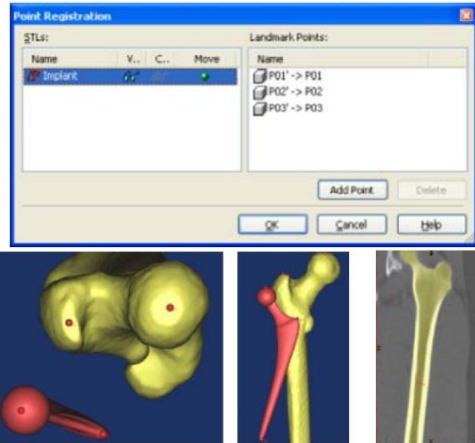 Point Registration
STLs:
Landmark Points:
Name V.. C.. Move
Implant
Name
P01' -> P01
P02' -> P02
P03' -> P03
Add Point Delete
OK Cancel Help